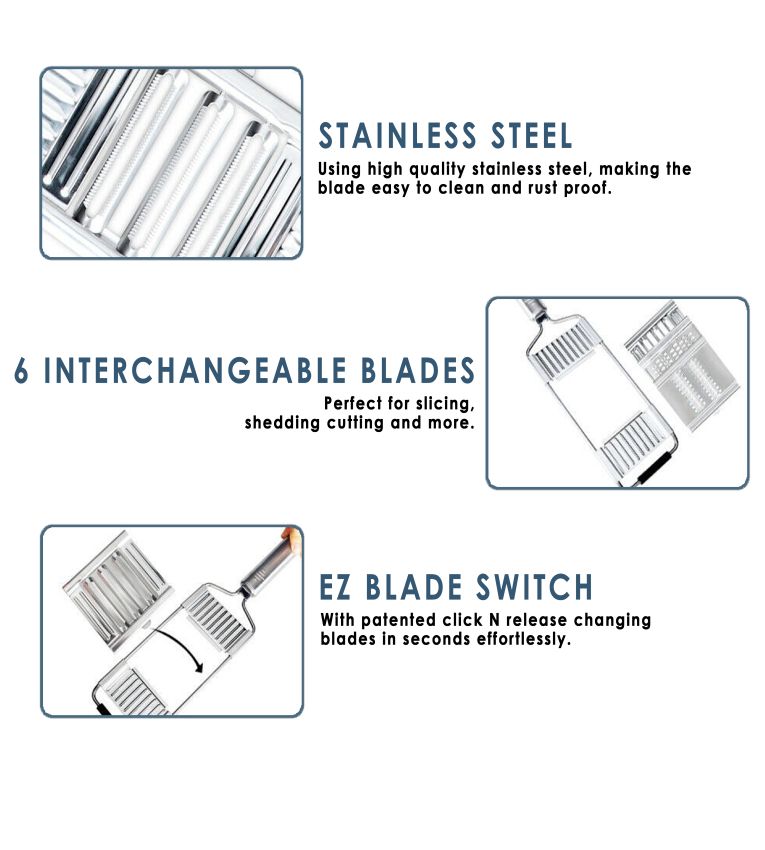 STAINLESS STEEL
Using high quality stainless steel, making the
blade easy to clean and rust proof.
6 INTERCHANGEABLE BLADES
Perfect for slicing,
shedding cutting and more.
EZ BLADE SWITCH
With patented click N release changing
blades in seconds effortlessly.